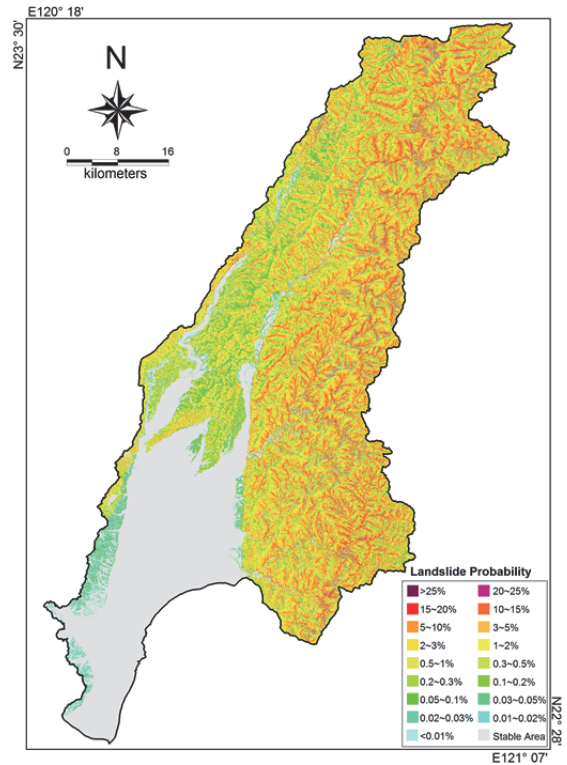 E120° 18'
N23° 30'
N
0 8 16
kilometers
Landslide Probability
>25% 20~25%
15~20% 10~15%
5~10% 3~5%
2~3% 1~2%
0.5~1% 0.3~0.5%
0.2~0.3% 0.1~0.2%
0.05~0.1% 0.03~0.05%
0.02~0.03% 0.01~0.02%
<0.01% Stable Area
N22° 28'
E121° 07'